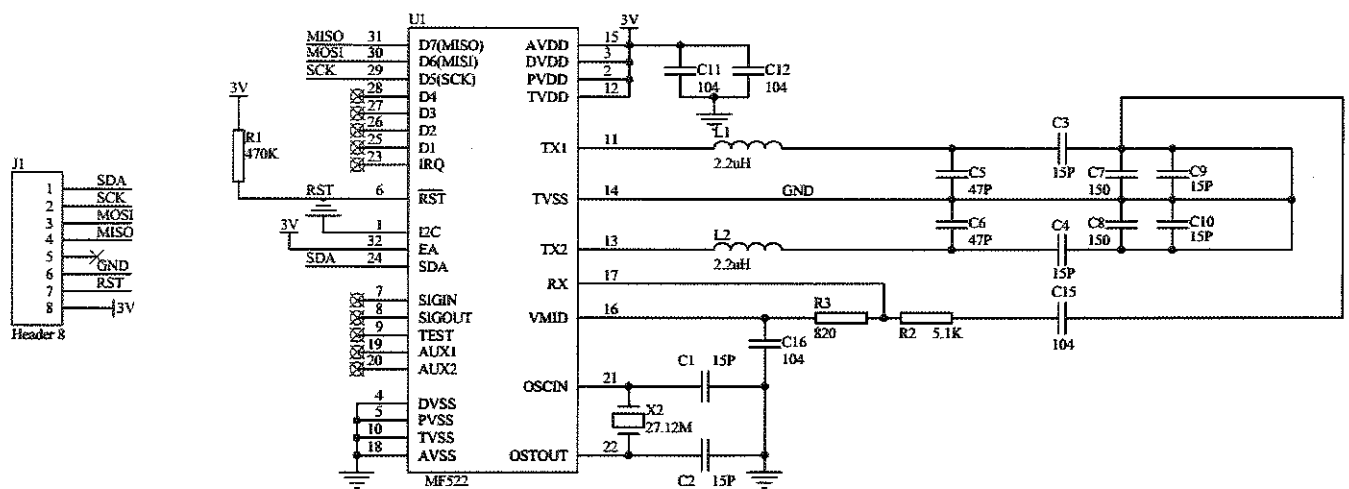 J1
1 SDA
2 SCK
3 MOSI
4 MISO
5
6 GND
7 RST
8 3V
Header 8
3V
R1
470K
U1
MISO 31 D7(MISO)
MOSI 30 D6(MISI)
SCK 29 D5(SCK)
28 D4
27 D3
26 D2
25 D1
23 IRQ
RST 6 RST
1 I2C
3V 32 EA
SDA 24 SDA
7 SIGIN
8 SIGOUT
9 TEST
19 AUX1
20 AUX2
4 DVSS
5 PVSS
10 TVSS
18 AVSS
MF522
3V
AVDD 15
DVDD 3
PVDD 2
TVDD 12
C11
104
C12
104
TX1 11
L1
2.2uH
TVSS 14 GND
TX2 13
L2
2.2uH
RX 17
VMID 16
OSCIN 21
OSTOUT 22
C5
47P
C6
47P
C3
15P
C4
15P
C7
150
C8
150
C9
15P
C10
15P
R3
820
R2 5.1K
C15
104
C16
104
C1 15P
X2
27.12M
C2 15P